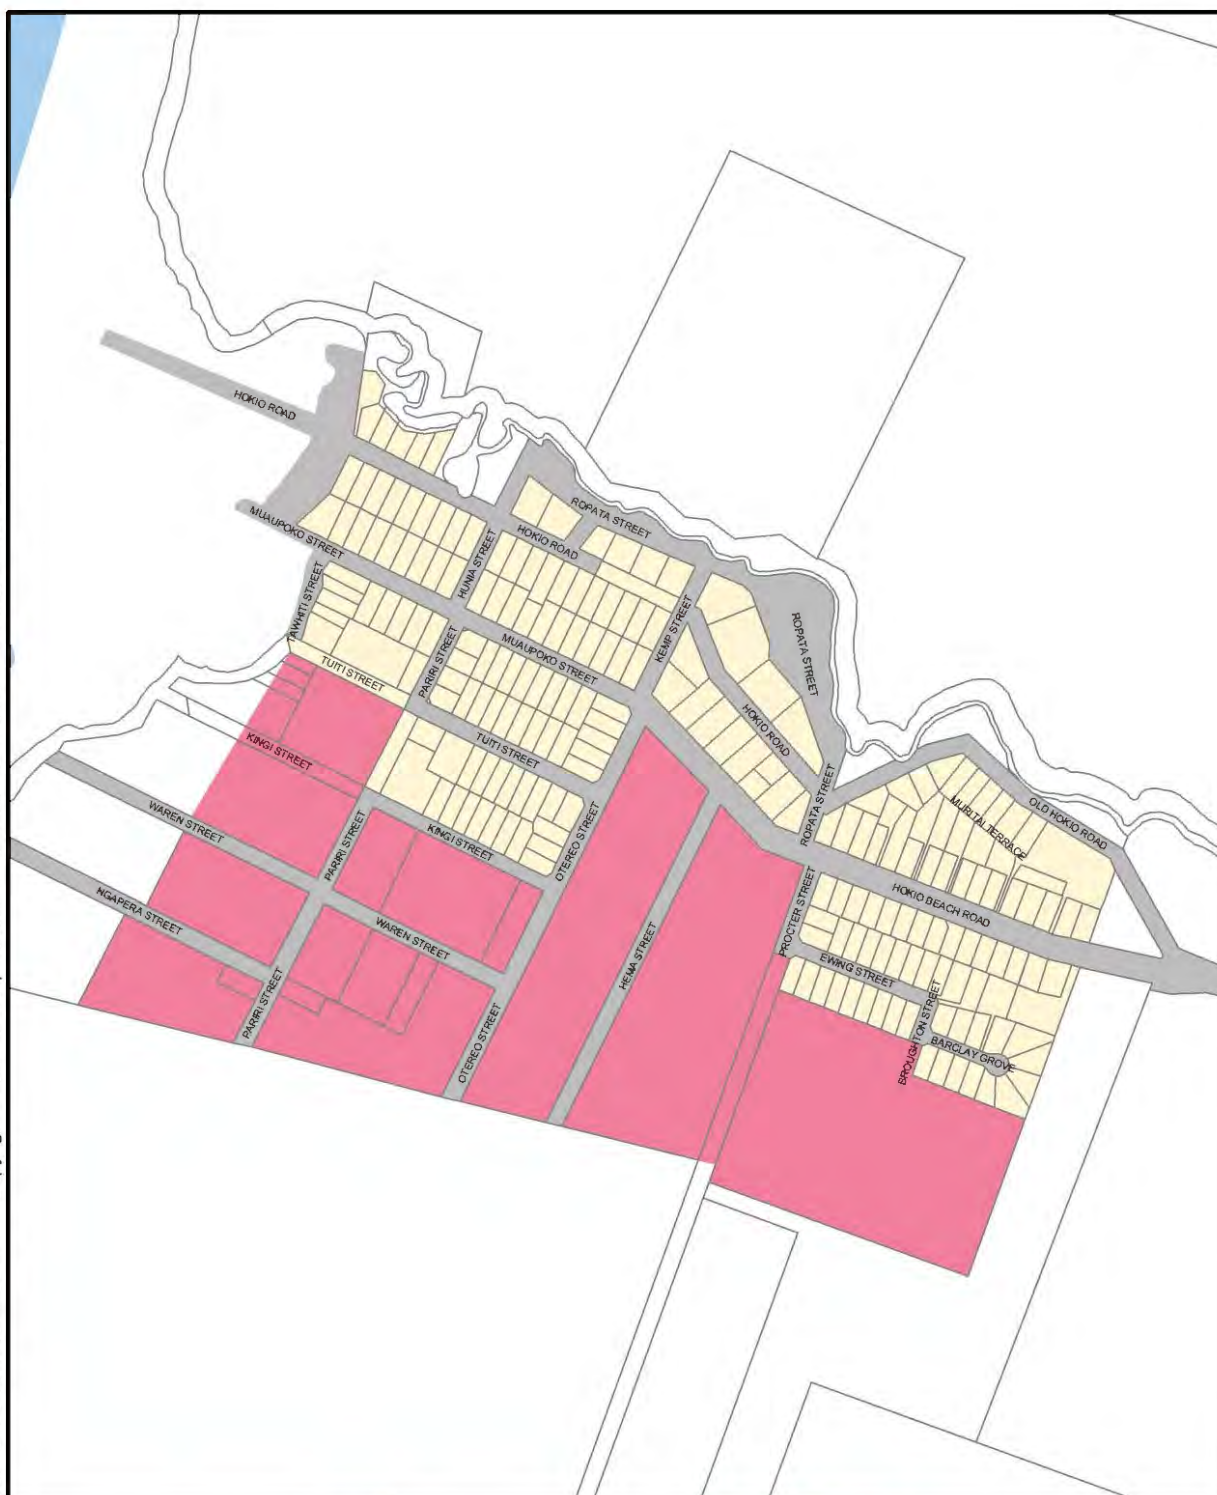 HOKIO ROAD
MUAUPOKO STREET
ROPATA STREET
HOKIO ROAD
HUNIA STREET
TAWHITI STREET
KEMP STREET
ROPATA STREET
MUAUPOKO STREET
PARIRI STREET
TUITI STREET
HOKIO ROAD
TUITI STREET
KINGI STREET
ROPATA STREET
OLD HOKIO ROAD
MURITAI TERRACE
WAREN STREET
PARIRI STREET
KINGI STREET
OTEREO STREET
HOKIO BEACH ROAD
NGAPERA STREET
WAREN STREET
HEMA STREET
PROCTER STREET
EWING STREET
PARIRI STREET
OTEREO STREET
BROUGHTON STREET
BARCLAY GROVE